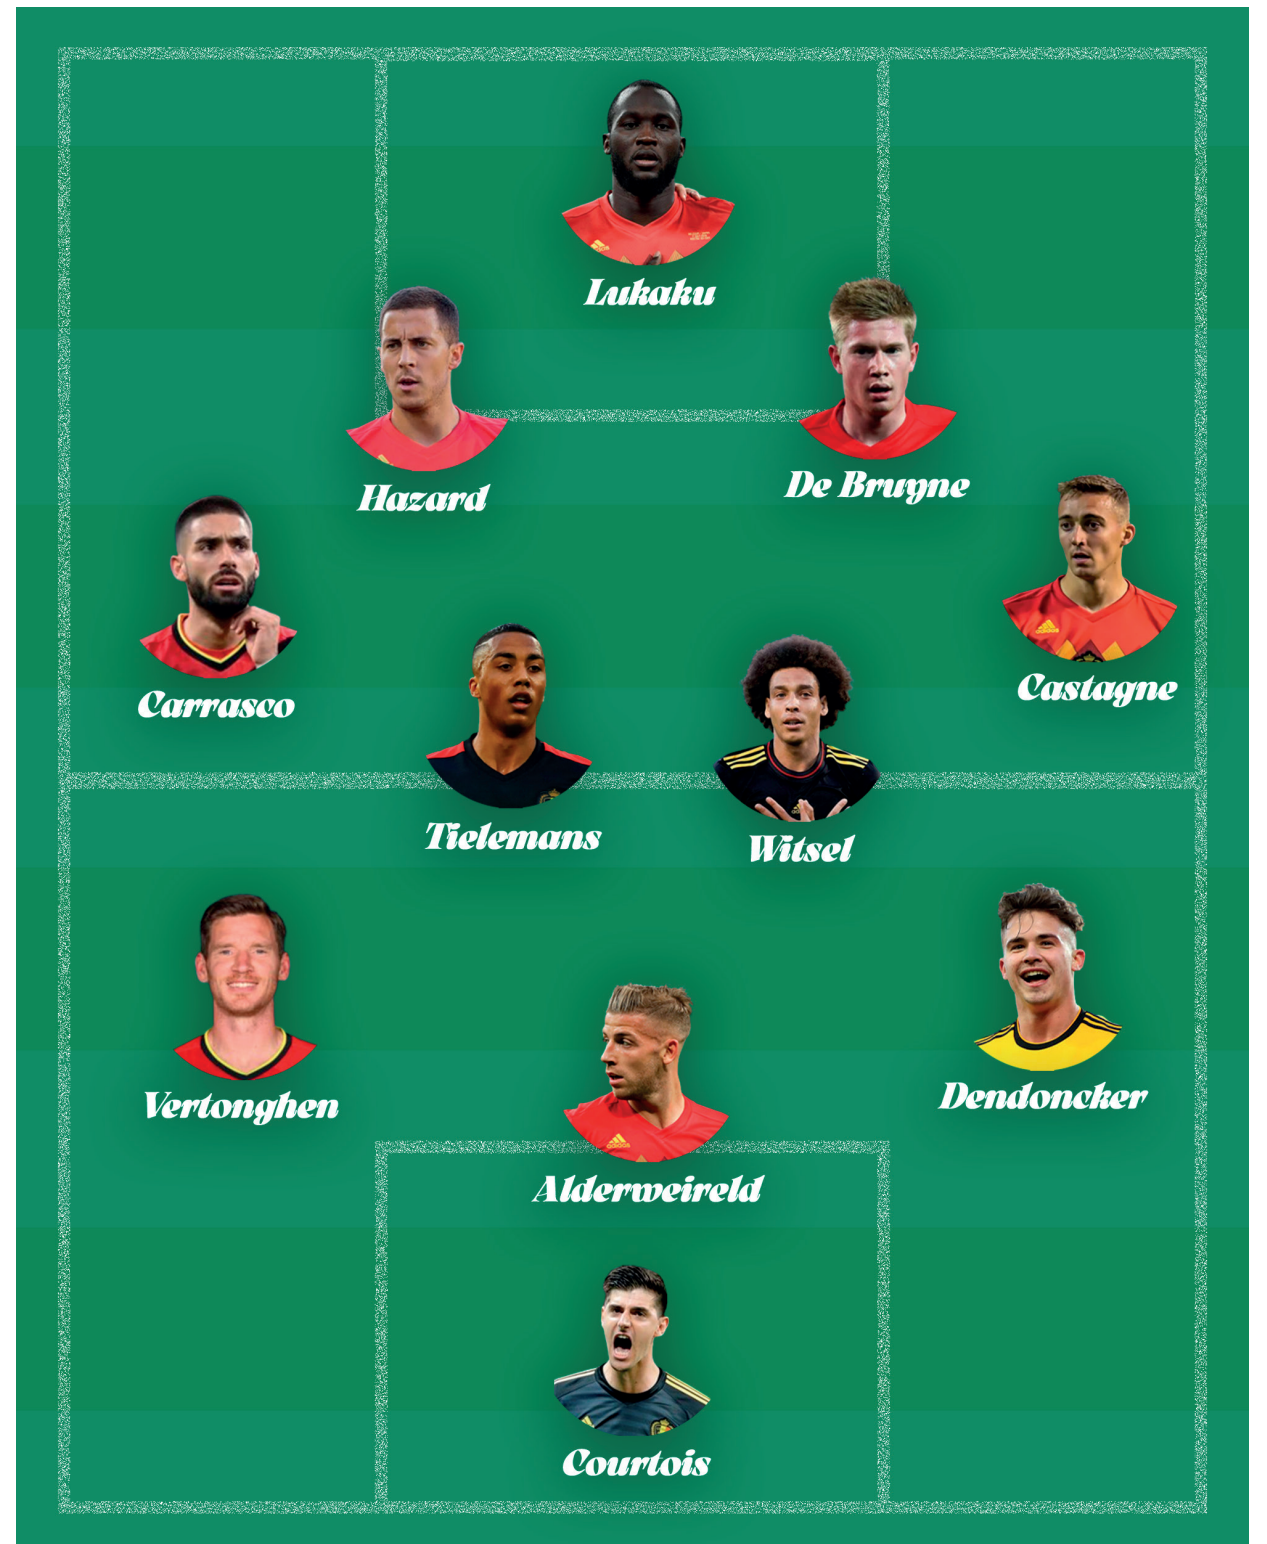 Lukaku
Hazard
De Bruyne
Carrasco
Castagne
Tielemans
Witsel
Vertonghen
Dendoncker
Alderweireld
Courtois